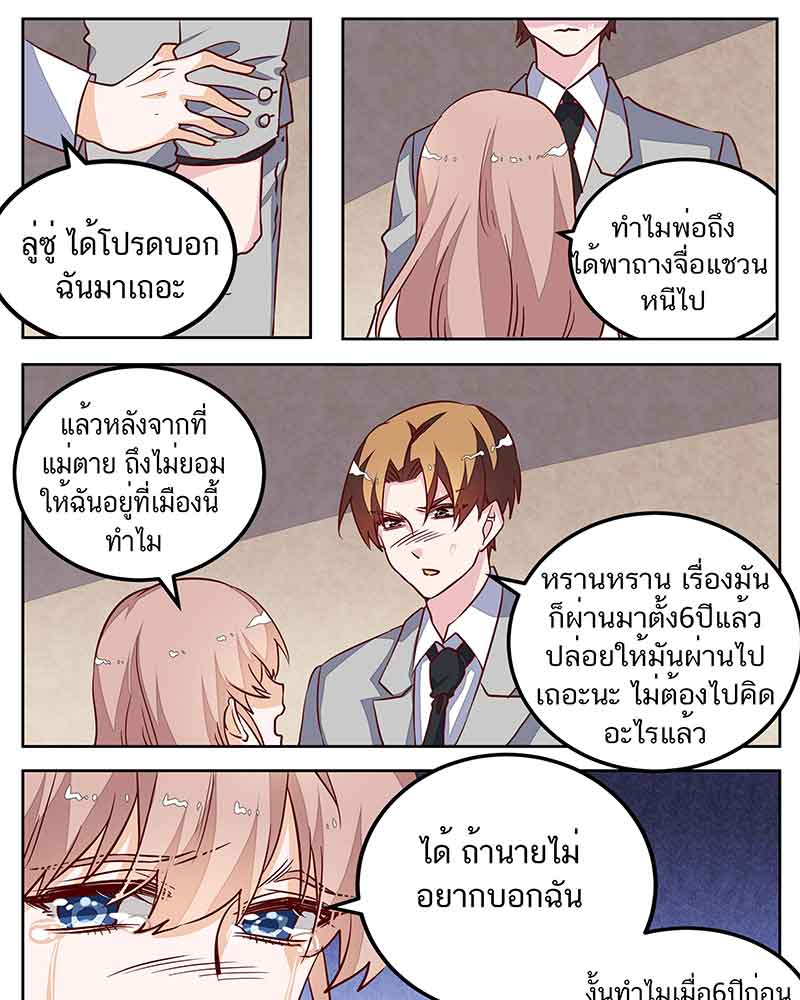 ลู่ซู่ ได้โปรดบอก
ฉันมาเถอะ
ทำไมพ่อถึง
ได้พาถางจื่อแชวน
หนีไป
แล้วหลังจากที่
แม่ตาย ถึงไม่ยอม
ให้ฉันอยู่ที่เมืองนี้
ทำไม
หรานหราน เรื่องมัน
ก็ผ่านมาตั้ง6ปีแล้ว
ปล่อยให้มันผ่านไป
เถอะนะ ไม่ต้องไปคิด
อะไรแล้ว
ได้ ถ้านายไม่
อยากบอกฉัน
งั้นทำไมเมื่อ6ปีก่อน